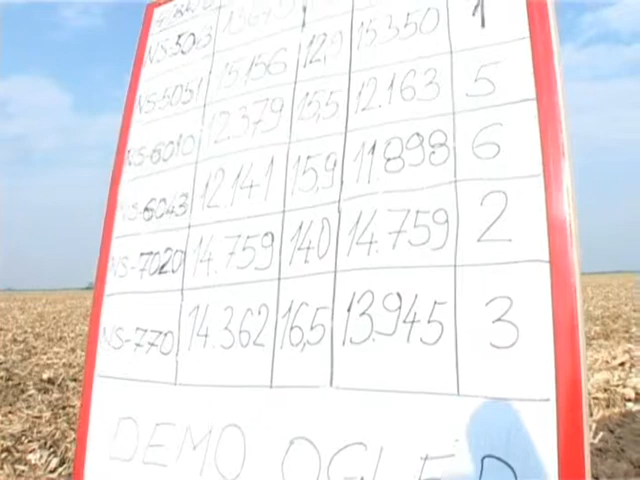 NS-5043
NS-5051 15.156 12,9 15.350 1
NS-6010 12.379 15,5 12.163 5
NS-6043 12.141 15,9 11.898 6
NS-7020 14.759 14,0 14.759 2
NS-770 14.362 16,5 13.945 3
DEMO OGLED